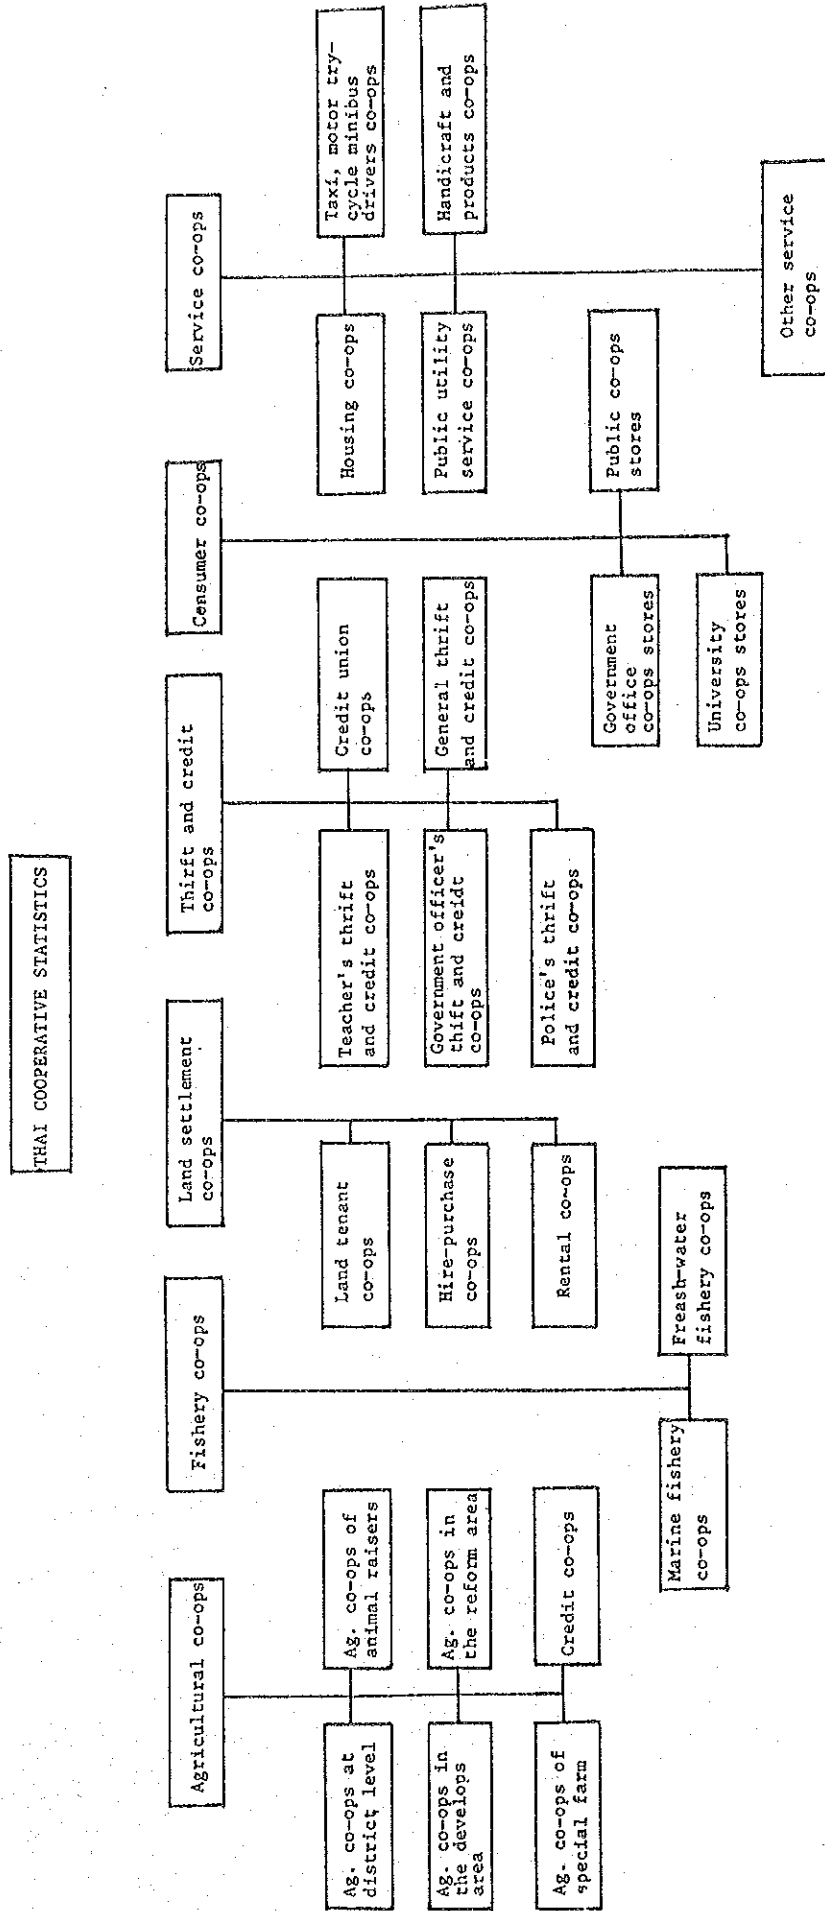 THAI COOPERATIVE STATISTICS
Agricultural co-ops
Fishery co-ops
Land settlement
co-ops
Thirft and credit
co-ops
Consumer co-ops
Service co-ops
Ag. co-ops at
district level
Ag. co-ops of
animal raisers
Ag. co-ops in
the develops
area
Ag. co-ops in
the reform area
Ag. co-ops of
special farm
Credit co-ops
Marine fishery
co-ops
Freash-water
fishery co-ops
Land tenant
co-ops
Hire-purchase
co-ops
Rental co-ops
Teacher's thrift
and credit co-ops
Credit union
co-ops
Government officer's
thift and creidt
co-ops
General thrift
and credit co-ops
Police's thrift
and credit co-ops
Government
office
co-ops stores
Public co-ops
stores
University
co-ops stores
Housing co-ops
Taxi, motor try-
cycle minibus
drivers co-ops
Public utility
service co-ops
Handicraft and
products co-ops
Other service
co-ops